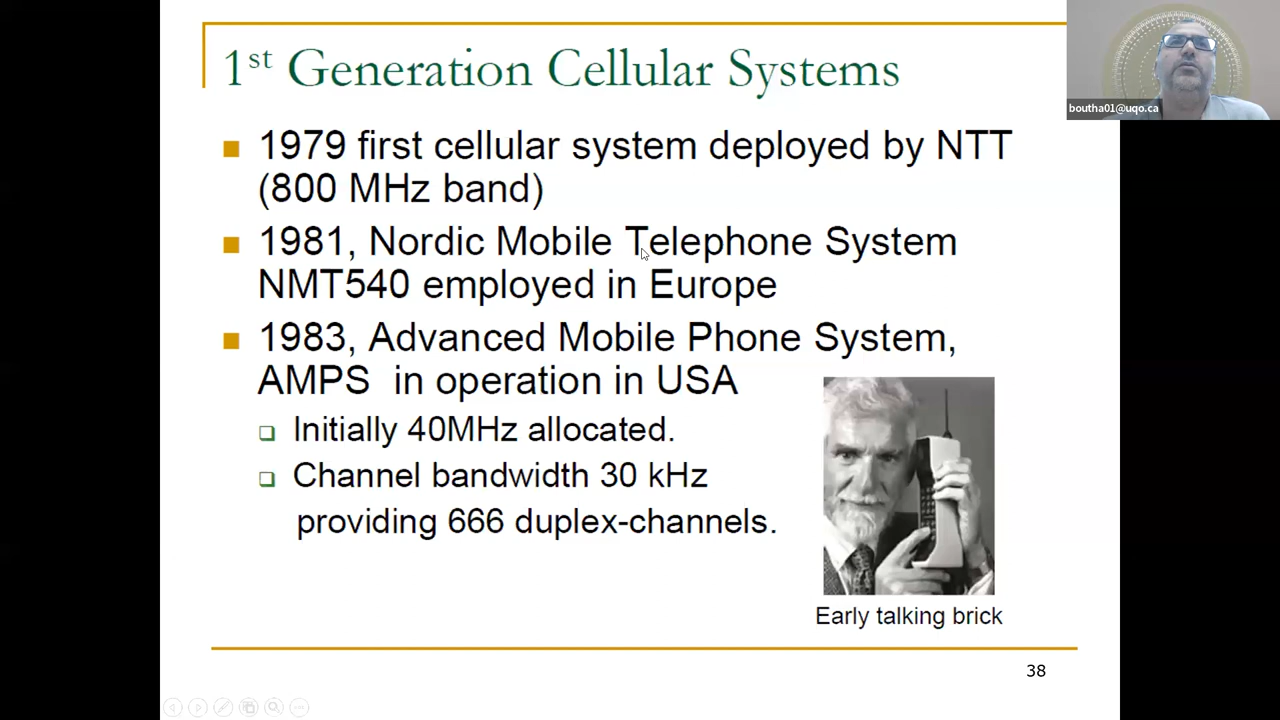 1st Generation Cellular Systems
boutha01@uqo.ca
1979 first cellular system deployed by NTT
(800 MHz band)
1981, Nordic Mobile Telephone System
NMT540 employed in Europe
1983, Advanced Mobile Phone System,
AMPS in operation in USA
Initially 40MHz allocated.
Channel bandwidth 30 kHz
providing 666 duplex-channels.
Early talking brick
38